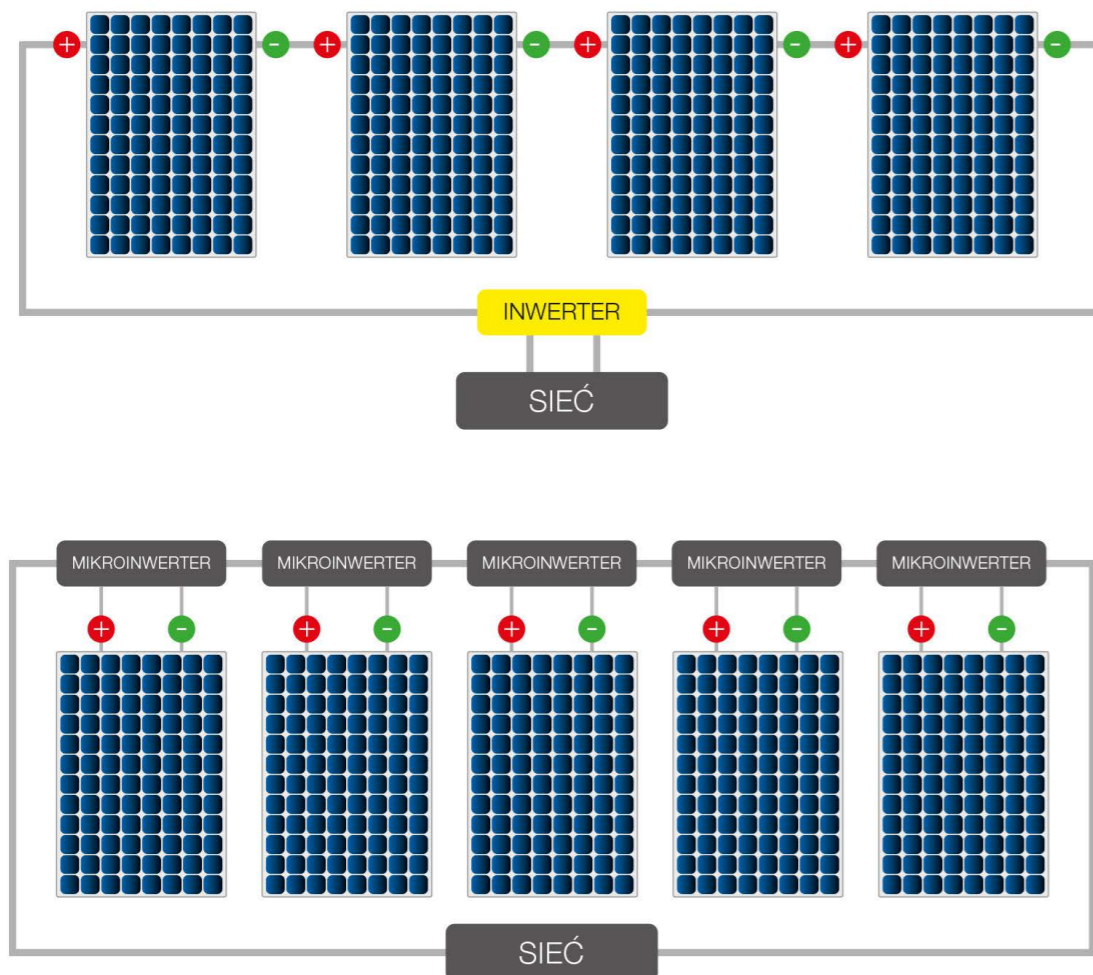 + - + - + - + -
INWERTER
SIEĆ
MIKROINWERTER MIKROINWERTER MIKROINWERTER MIKROINWERTER MIKROINWERTER
+ - + - + - + - + -
SIEĆ